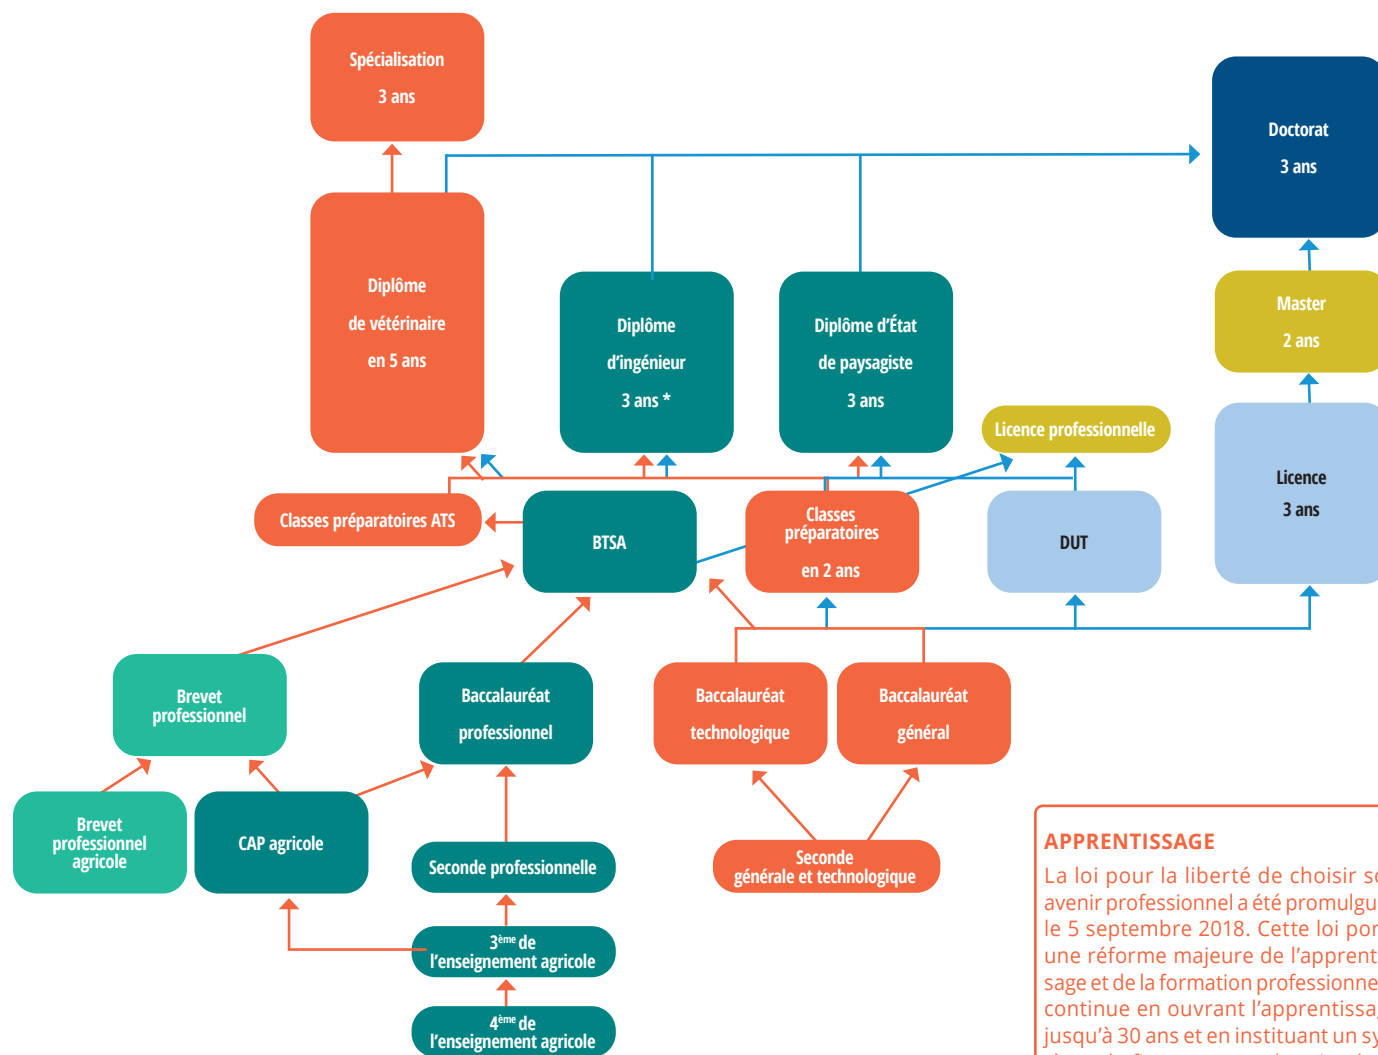 Spécialisation
3 ans
Doctorat
3 ans
Diplôme
de vétérinaire
en 5 ans
Diplôme
d'ingénieur
3 ans *
Diplôme d'État
de paysagiste
3 ans
Master
2 ans
Licence professionnelle
Licence
3 ans
Classes préparatoires ATS
BTSA
Classes
préparatoires
en 2 ans
DUT
Brevet
professionnel
Baccalauréat
professionnel
Baccalauréat
technologique
Baccalauréat
général
Brevet
professionnel
agricole
CAP agricole
Seconde professionnelle
Seconde
générale et technologique
3ème de
l'enseignement agricole
4ème de
l'enseignement agricole
APPRENTISSAGE
La loi pour la liberté de choisir so
avenir professionnel a été promulgu
le 5 septembre 2018. Cette loi por
une réforme majeure de l'apprent
sage et de la formation professionne
continue en ouvrant l'apprentissag
jusqu'à 30 ans et en instituant un sy